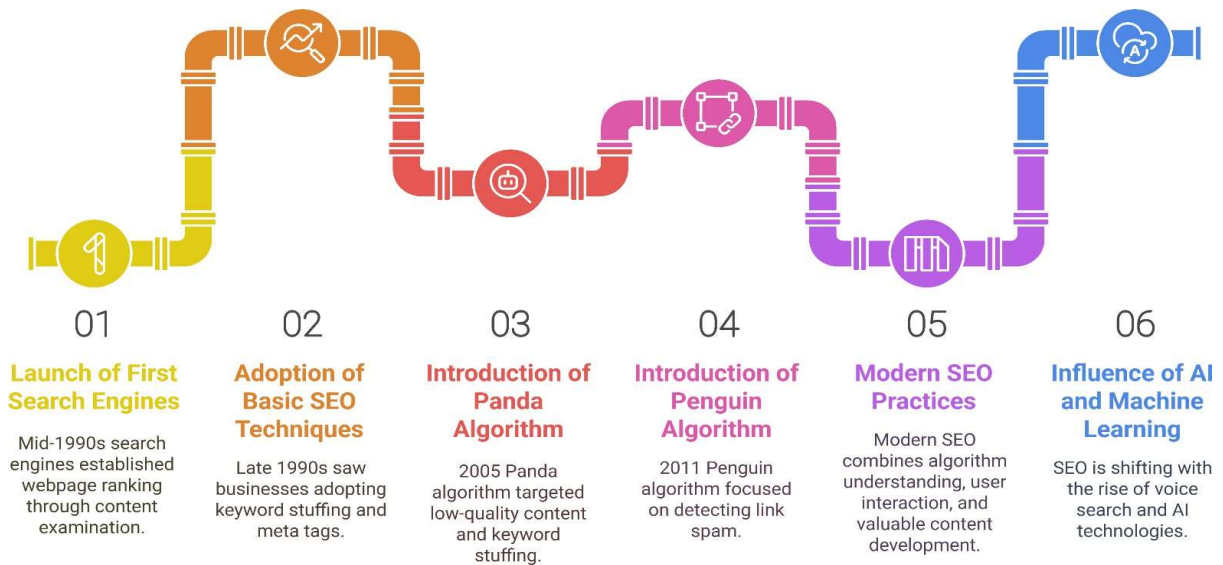 A
01
Launch of First
Search Engines
Mid-1990s search
engines established
webpage ranking
through content
examination.
02
Adoption of
Basic SEO
Techniques
Late 1990s saw
businesses adopting
keyword stuffing and
meta tags.
03
Introduction of
Panda
Algorithm
2005 Panda
algorithm targeted
low-quality content
and keyword
stuffing.
04
Introduction of
Penguin
Algorithm
2011 Penguin
algorithm focused
on detecting link
spam.
05
Modern SEO
Practices
Modern SEO
combines algorithm
understanding, user
interaction, and
valuable content
development.
06
Influence of AI
and Machine
Learning
SEO is shifting with
the rise of voice
search and AI
technologies.